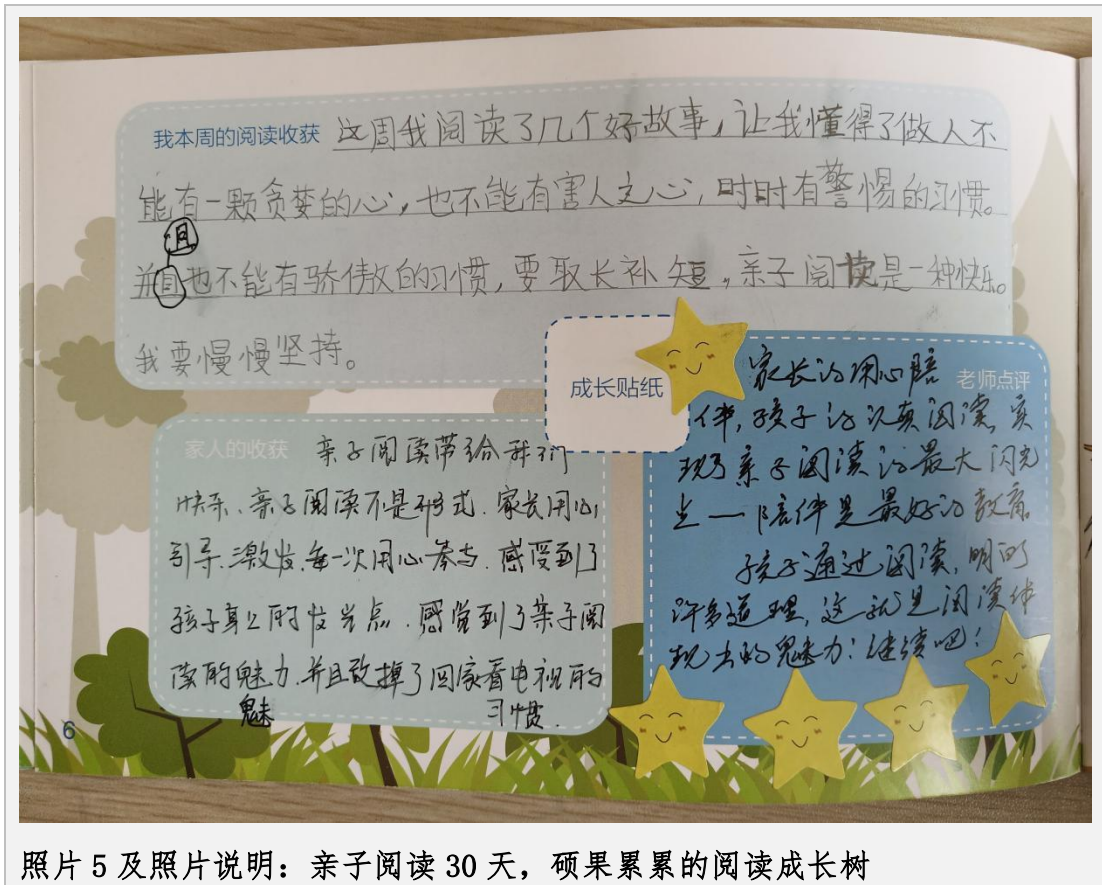 我本周的阅读收获 这周我阅读了几个好故事，让我懂得了做人不
能有一颗贪婪的心，也不能有害人之心，时时有警惕的习惯。
且
并且也不能有骄傲的习惯，要取长补短，亲子阅读是一种快乐。
我要慢慢坚持。
成长贴纸
家人的收获 亲子阅读带给我们
快乐、亲子阅读不是形式．家长用心，
引导、激发，每一次用心参与．感受到了
孩子身上的发光点．感觉到了亲子阅
读的魅力．并且改掉了回家看电视的
魅 习惯．
老师点评
家长的用心陪
伴，孩子的认真阅读，实
现了亲子阅读的最大闪光
点——陪伴是最好的教育。
孩子通过阅读，明白
许多道理，这就是阅读体
现出的魅力！继续吧！
6
照片5及照片说明：亲子阅读30天，硕果累累的阅读成长树